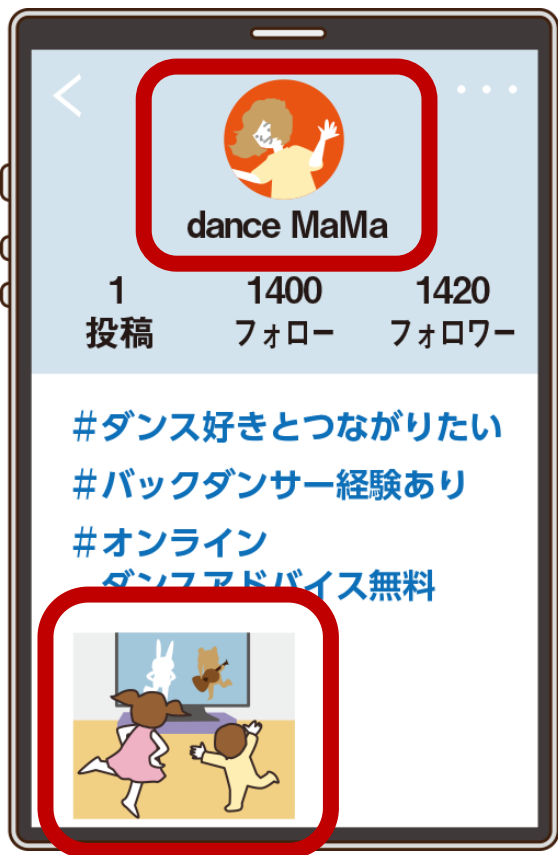 dance MaMa
1 1400 1420
投稿 フォロー フォロワー
#ダンス好きとつながりたい
#バックダンサー経験あり
#オンライン
ダンスアドバイス無料